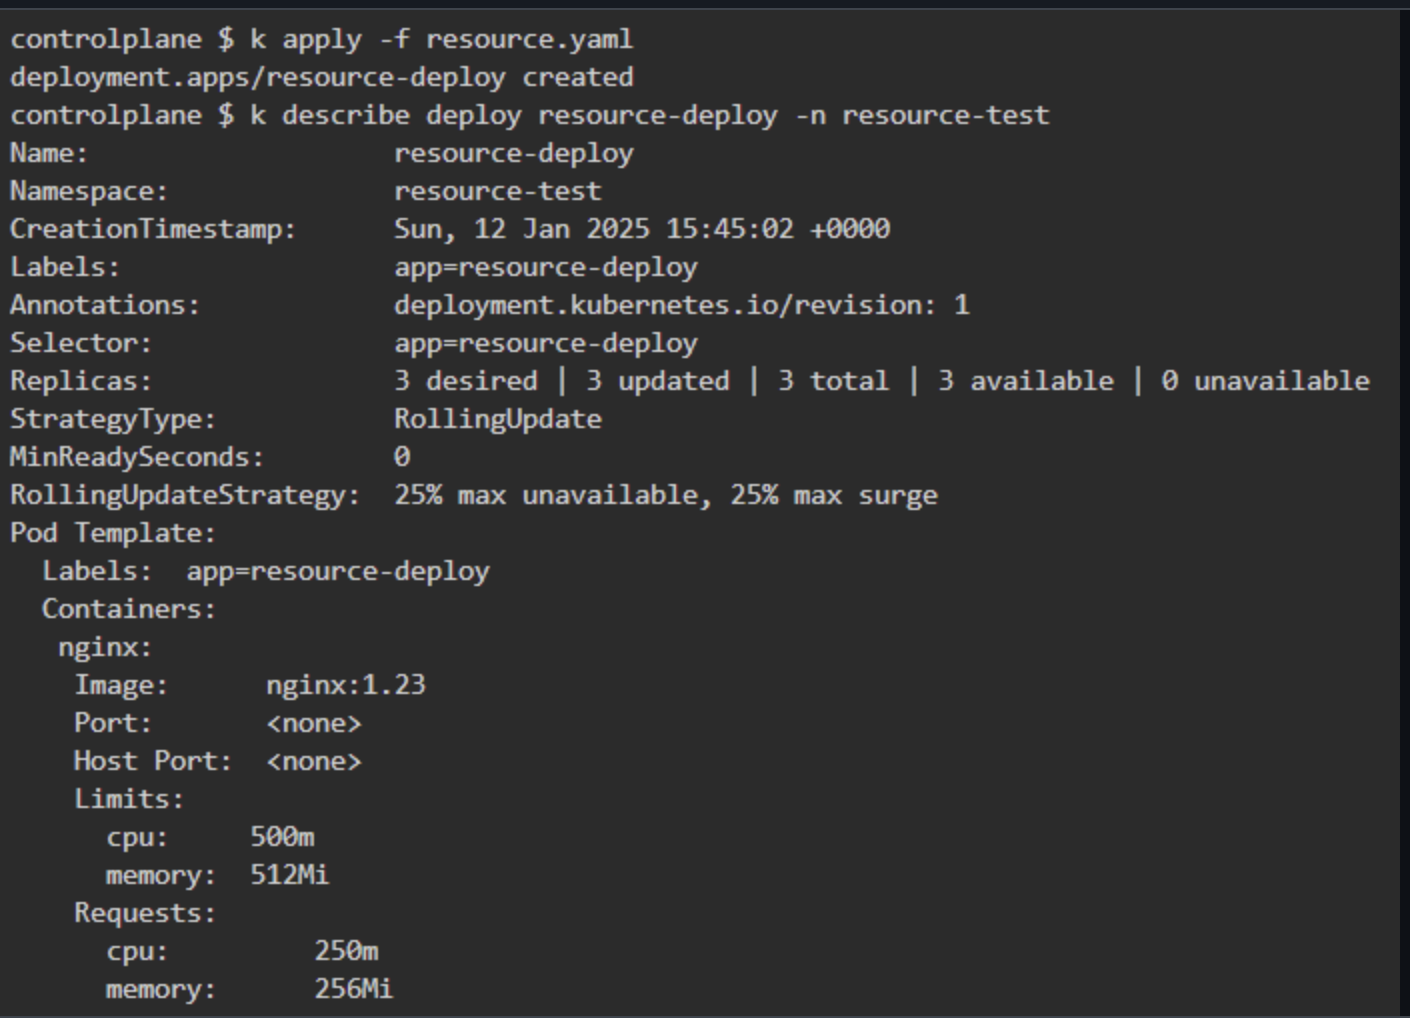 controlplane $ k apply -f resource.yaml
deployment.apps/resource-deploy created
controlplane $ k describe deploy resource-deploy -n resource-test
Name:                   resource-deploy
Namespace:              resource-test
CreationTimestamp:      Sun, 12 Jan 2025 15:45:02 +0000
Labels:                 app=resource-deploy
Annotations:            deployment.kubernetes.io/revision: 1
Selector:               app=resource-deploy
Replicas:               3 desired | 3 updated | 3 total | 3 available | 0 unavailable
StrategyType:           RollingUpdate
MinReadySeconds:        0
RollingUpdateStrategy:  25% max unavailable, 25% max surge
Pod Template:
  Labels:  app=resource-deploy
  Containers:
   nginx:
    Image:      nginx:1.23
    Port:       <none>
    Host Port:  <none>
    Limits:
      cpu:     500m
      memory:  512Mi
    Requests:
      cpu:         250m
      memory:      256Mi